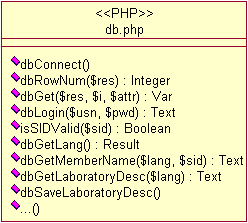 <<PHP>>
db.php
dbConnect()
dbRowNum($res) : Integer
dbGet($res, $i, $attr) : Var
dbLogin($usn, $pwd) : Text
isSIDValid($sid) : Boolean
dbGetLang() : Result
dbGetMemberName($lang, $sid) : Text
dbGetLaboratoryDesc($lang) : Text
dbSaveLaboratoryDesc()
...()